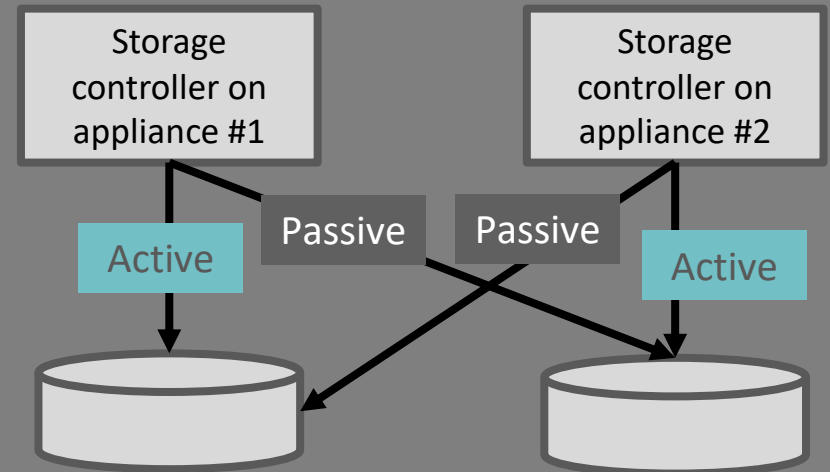 Storage
controller on
appliance #1
Storage
controller on
appliance #2
Active
Passive
Passive
Active